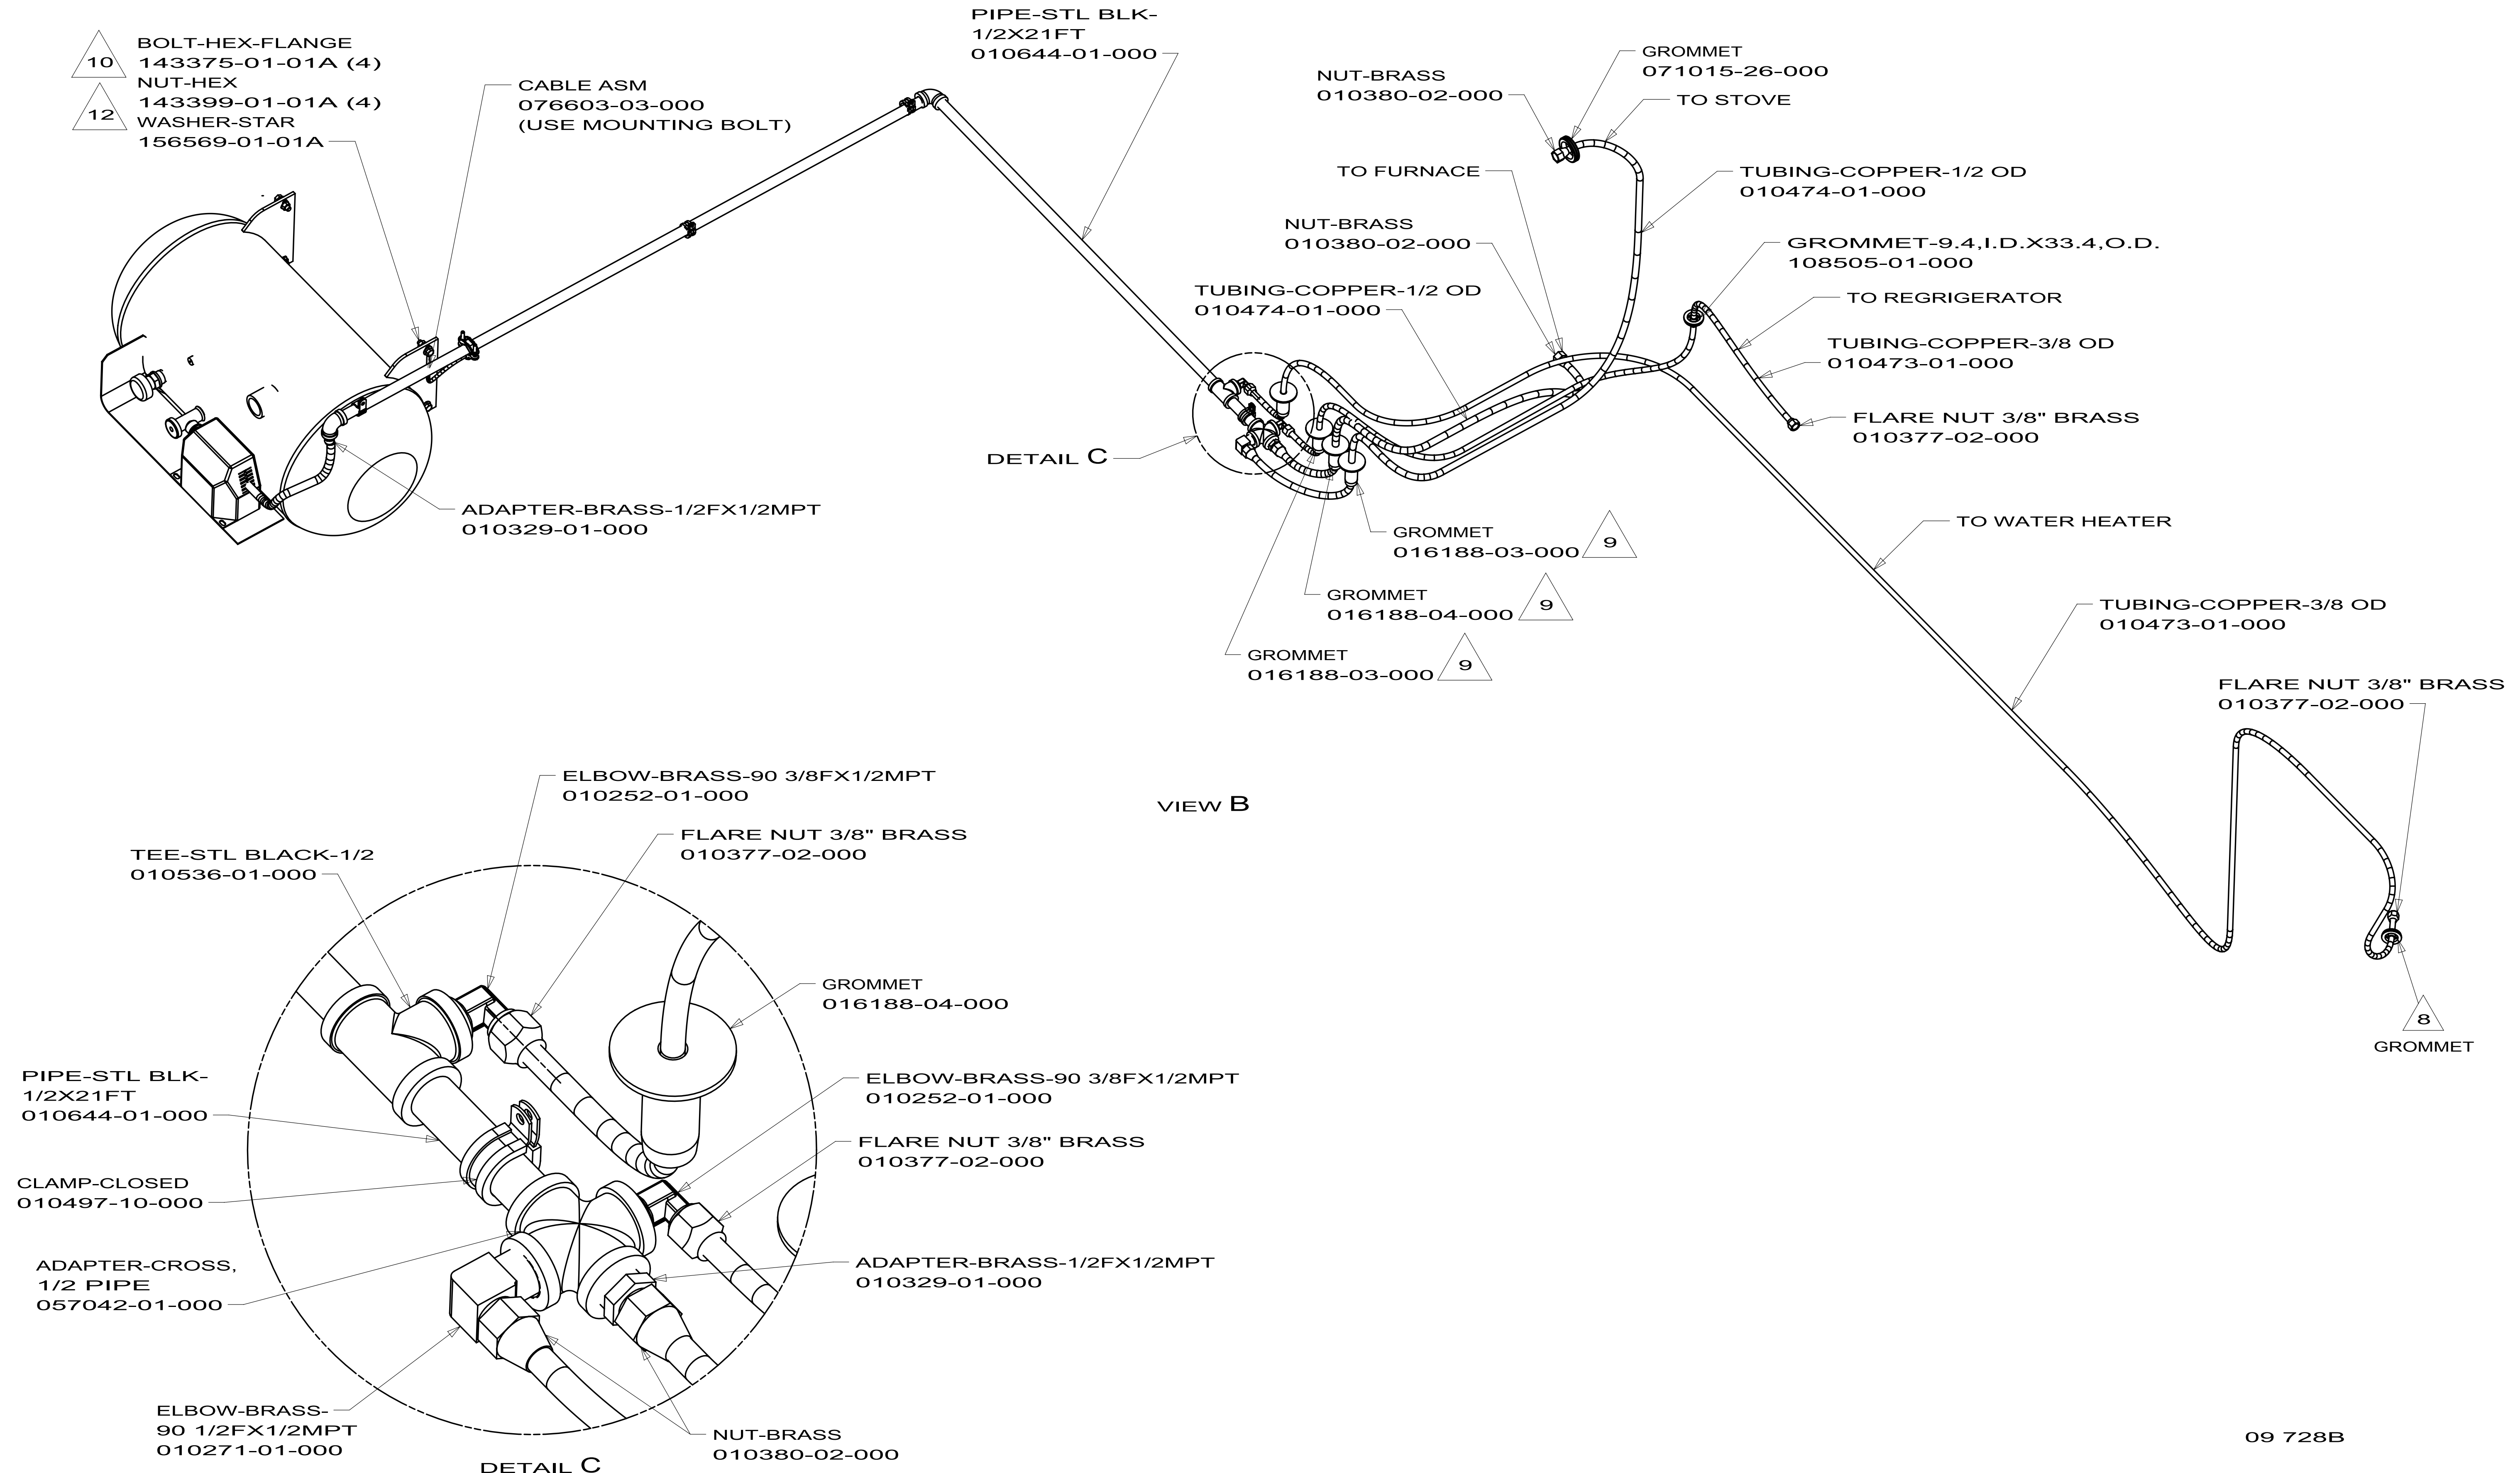 10
BOLT-HEX-FLANGE
143375-01-01A (4)
NUT-HEX
143399-01-01A (4)
12
WASHER-STAR
156569-01-01A
CABLE ASM
076603-03-000
(USE MOUNTING BOLT)
PIPE-STL BLK-
1/2X21FT
010644-01-000
NUT-BRASS
010380-02-000
GROMMET
071015-26-000
TO STOVE
TO FURNACE
TUBING-COPPER-1/2 OD
010474-01-000
NUT-BRASS
010380-02-000
GROMMET-9.4,I.D.X33.4,O.D.
108505-01-000
TUBING-COPPER-1/2 OD
010474-01-000
TO REGRIGERATOR
TUBING-COPPER-3/8 OD
010473-01-000
FLARE NUT 3/8" BRASS
010377-02-000
DETAIL C
ADAPTER-BRASS-1/2FX1/2MPT
010329-01-000
GROMMET
016188-03-000
9
GROMMET
016188-04-000
9
GROMMET
016188-03-000
9
TO WATER HEATER
TUBING-COPPER-3/8 OD
010473-01-000
FLARE NUT 3/8" BRASS
010377-02-000
8
GROMMET
VIEW B
ELBOW-BRASS-90 3/8FX1/2MPT
010252-01-000
FLARE NUT 3/8" BRASS
010377-02-000
TEE-STL BLACK-1/2
010536-01-000
GROMMET
016188-04-000
PIPE-STL BLK-
1/2X21FT
010644-01-000
ELBOW-BRASS-90 3/8FX1/2MPT
010252-01-000
FLARE NUT 3/8" BRASS
010377-02-000
CLAMP-CLOSED
010497-10-000
ADAPTER-CROSS,
1/2 PIPE
057042-01-000
ADAPTER-BRASS-1/2FX1/2MPT
010329-01-000
ELBOW-BRASS-
90 1/2FX1/2MPT
010271-01-000
NUT-BRASS
010380-02-000
DETAIL C
09 728B